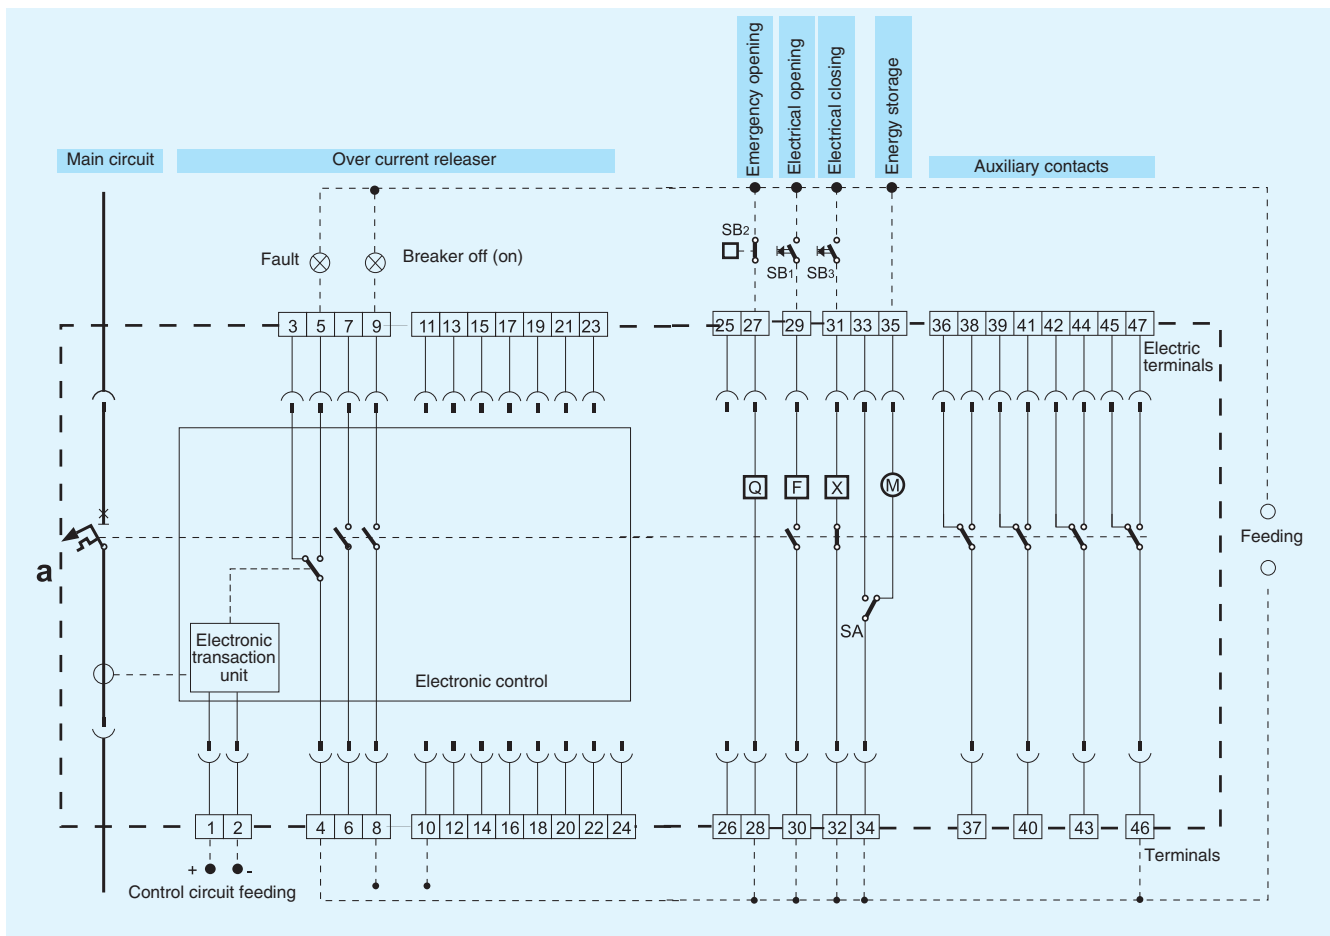 Emergency opening
Electrical opening
Electrical closing
Energy storage
Main circuit
Over current releaser
Auxiliary contacts
SB2
Fault
Breaker off (on)
SB1
SB3
3 5 7 9 11 13 15 17 19 21 23 25 27 29 31 33 35 36 38 39 41 42 44 45 47
Electric
terminals
Q F X M
a
Feeding
SA
Electronic
transaction
unit
Electronic control
1 2 4 6 8 10 12 14 16 18 20 22 24 26 28 30 32 34 37 40 43 46
Terminals
+ -
Control circuit feeding